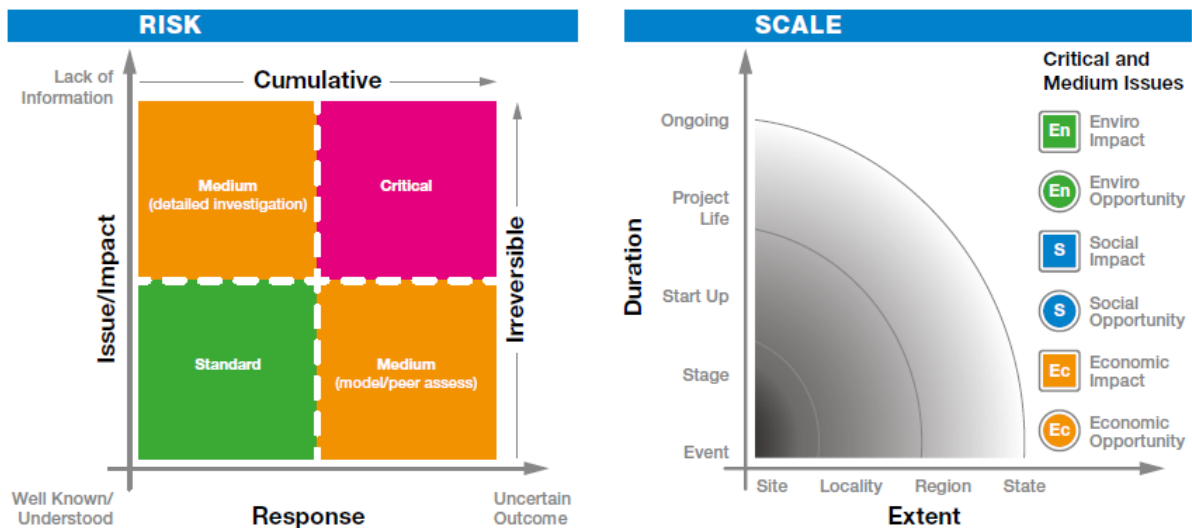 RISK
Lack of
Information
Cumulative
Medium
(detailed investigation)
Critical
Issue/Impact
Irreversible
Standard
Medium
(model/peer assess)
Well Known/
Understood
Response
Uncertain
Outcome
SCALE
Critical and
Medium Issues
Ongoing
Project
Life
Duration
Start Up
Stage
Event
Site
Locality
Region
State
Extent
En
Enviro
Impact
En
Enviro
Opportunity
S
Social
Impact
S
Social
Opportunity
Ec
Economic
Impact
Ec
Economic
Opportunity